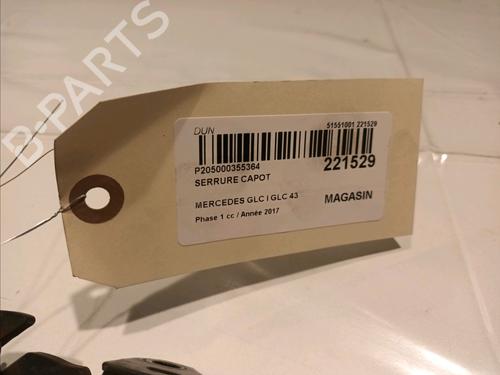 B-PARTS
DUN
51551001 221529
P205000355364
221529
SERRURE CAPOT
MERCEDES GLC I GLC 43
MAGASIN
Phase 1 cc / Année 2017